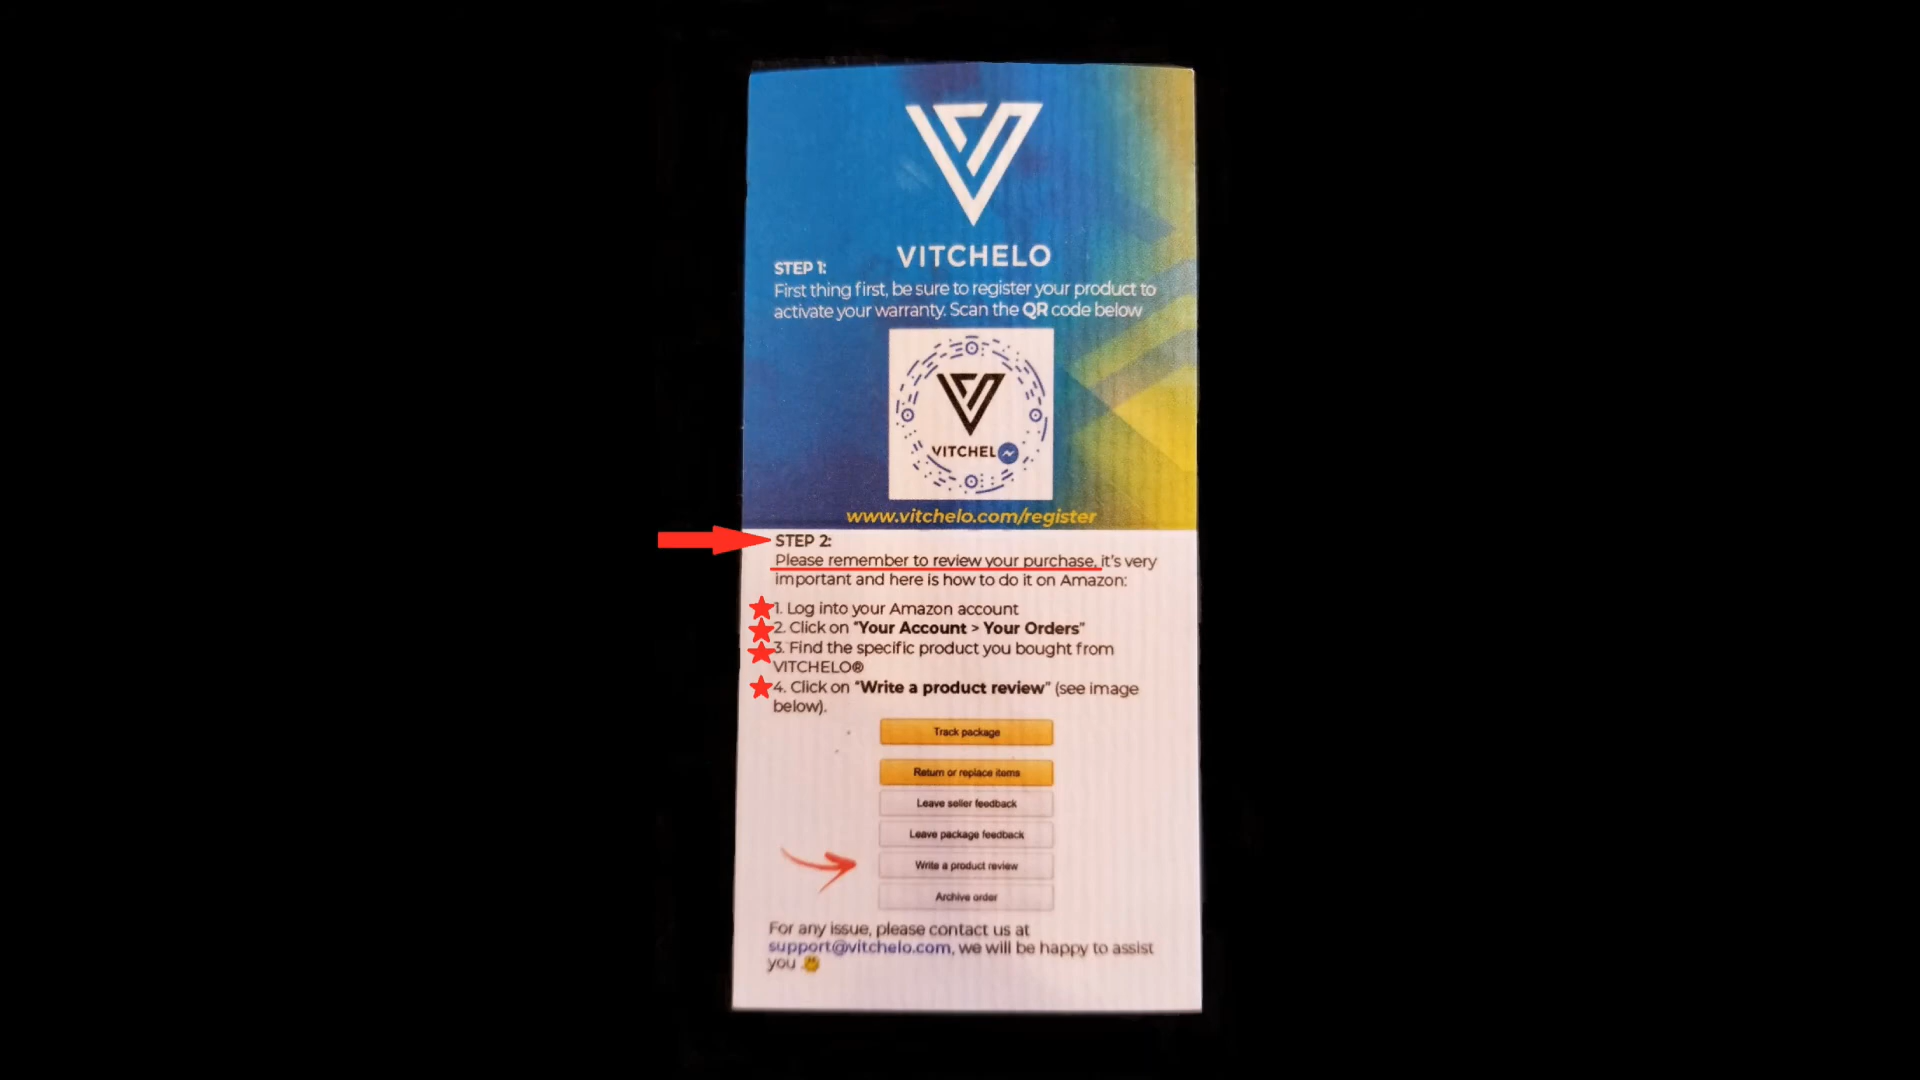 VITCHELO
STEP 1:
First thing first, be sure to register your product to
activate your warranty. Scan the QR code below
VITCHEL
www.vitchelo.com/register
STEP 2:
Please remember to review your purchase, it's very
important and here is how to do it on Amazon:
1. Log into your Amazon account
2. Click on "Your Account > Your Orders"
3. Find the specific product you bought from
VITCHELO®
4. Click on "Write a product review" (see image
below).
Track package
Return or replace items
Leave seller feedback
Leave package feedback
Write a product review
Archive order
For any issue, please contact us at
support@vitchelo.com, we will be happy to assist
you